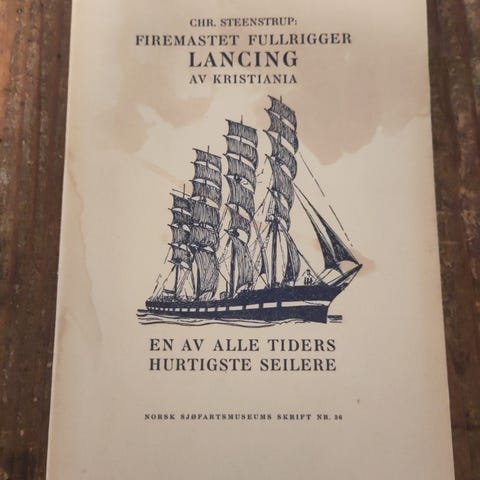 CHR. STEENSTRUP:
FIREMASTET FULLRIGGER
LANCING
AV KRISTIANIA
EN AV ALLE TIDERS
HURTIGSTE SEILERE
NORSK SJØFARTSMUSEUMS SKRIFT NR. 36